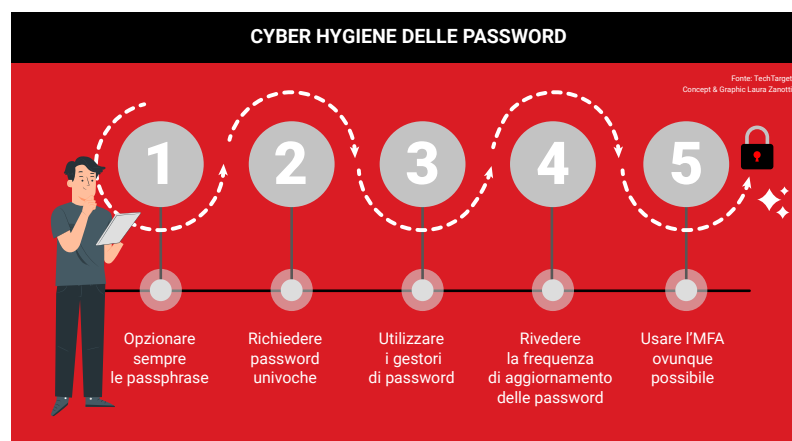 CYBER HYGIENE DELLE PASSWORD
Fonte: TechTarget
Concept & Graphic Laura Zanotti
1
2
3
4
5
Opzionare
sempre
le passphrase
Richiedere
password
univoche
Utilizzare
i gestori
di password
Rivedere
la frequenza
di aggiornamento
delle password
Usare l’MFA
ovunque
possibile